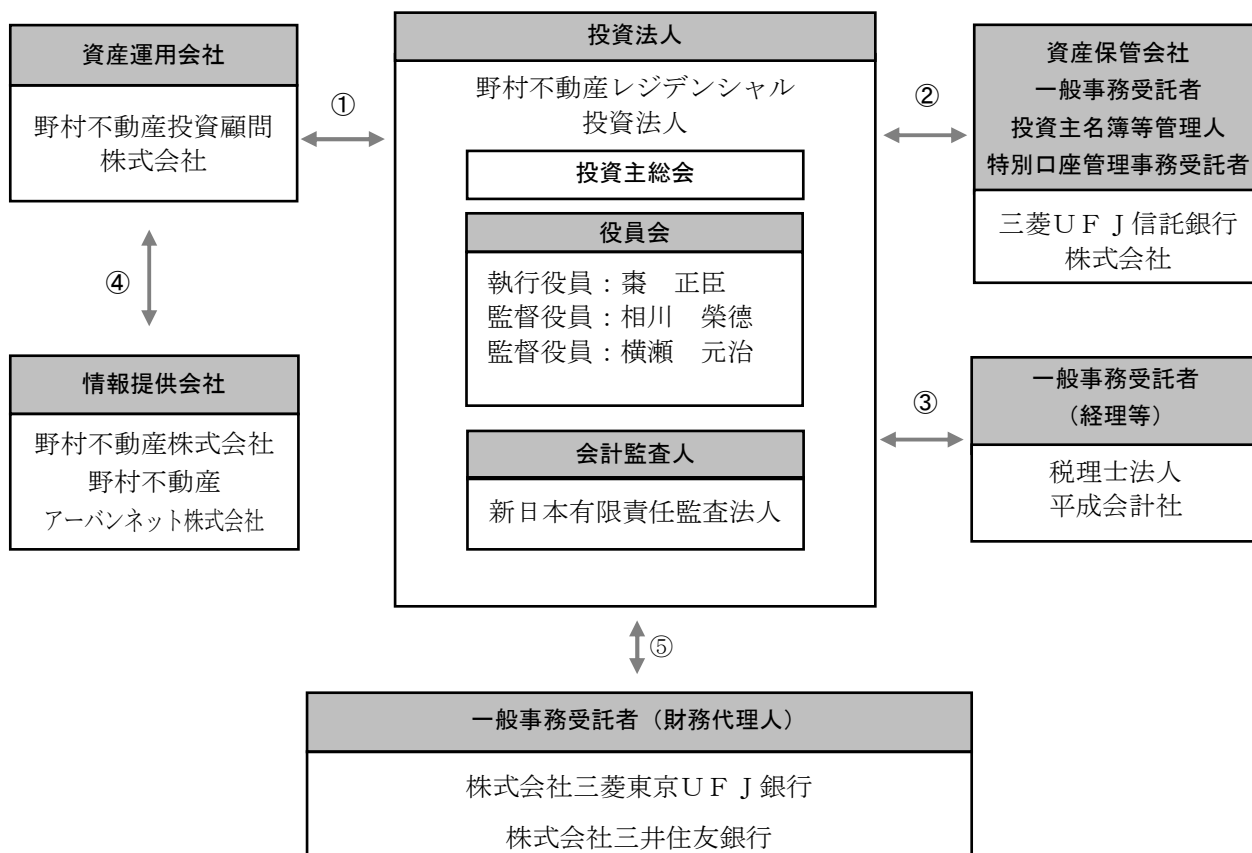 資産運用会社
野村不動産投資顧問
株式会社
①
投資法人
野村不動産レジデンシャル
投資法人
投資主総会
役員会
執行役員：棗　正臣
監督役員：相川　榮徳
監督役員：横瀬　元治
会計監査人
新日本有限責任監査法人
②
資産保管会社
一般事務受託者
投資主名簿等管理人
特別口座管理事務受託者
三菱ＵＦＪ信託銀行
株式会社
④
情報提供会社
野村不動産株式会社
野村不動産
アーバンネット株式会社
③
一般事務受託者
（経理等）
税理士法人
平成会計社
⑤
一般事務受託者（財務代理人）
株式会社三菱東京ＵＦＪ銀行
株式会社三井住友銀行